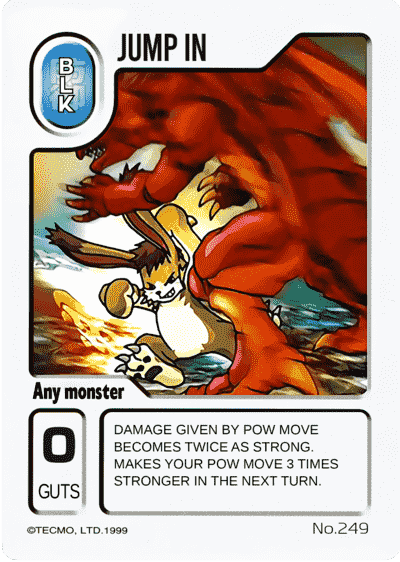 JUMP IN
BLK
Any monster
0
GUTS
DAMAGE GIVEN BY POW MOVE
BECOMES TWICE AS STRONG.
MAKES YOUR POW MOVE 3 TIMES
STRONGER IN THE NEXT TURN.
©TECMO, LTD.1999
No.249